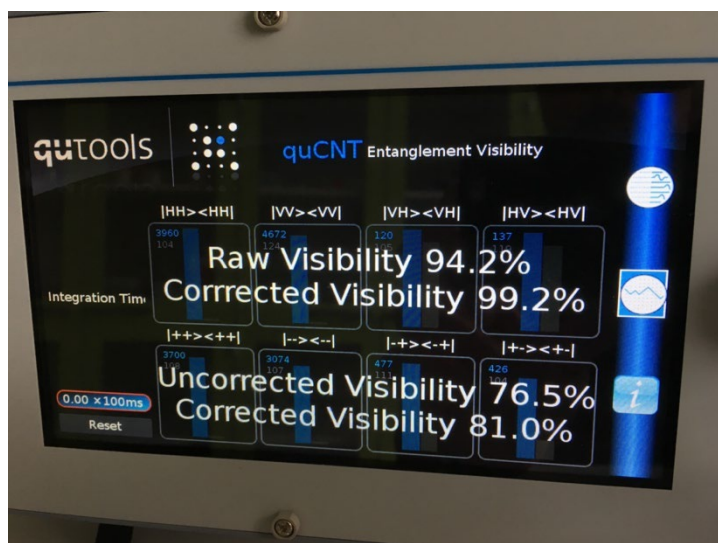 qutools
quCNT Entanglement Visibility
|HH><HH| |VV><VV| |VH><VH| |HV><HV|
3960 4672 120 137
104 124
Raw Visibility 94.2%
Integration Time
Corrrected Visibility 99.2%
|++><++| |--><--| |-+><-+| |+-><+-|
3700 3074 477 426
107 111
Uncorrected Visibility 76.5%
0.00 ×100ms
Corrected Visibility 81.0%
Reset
i